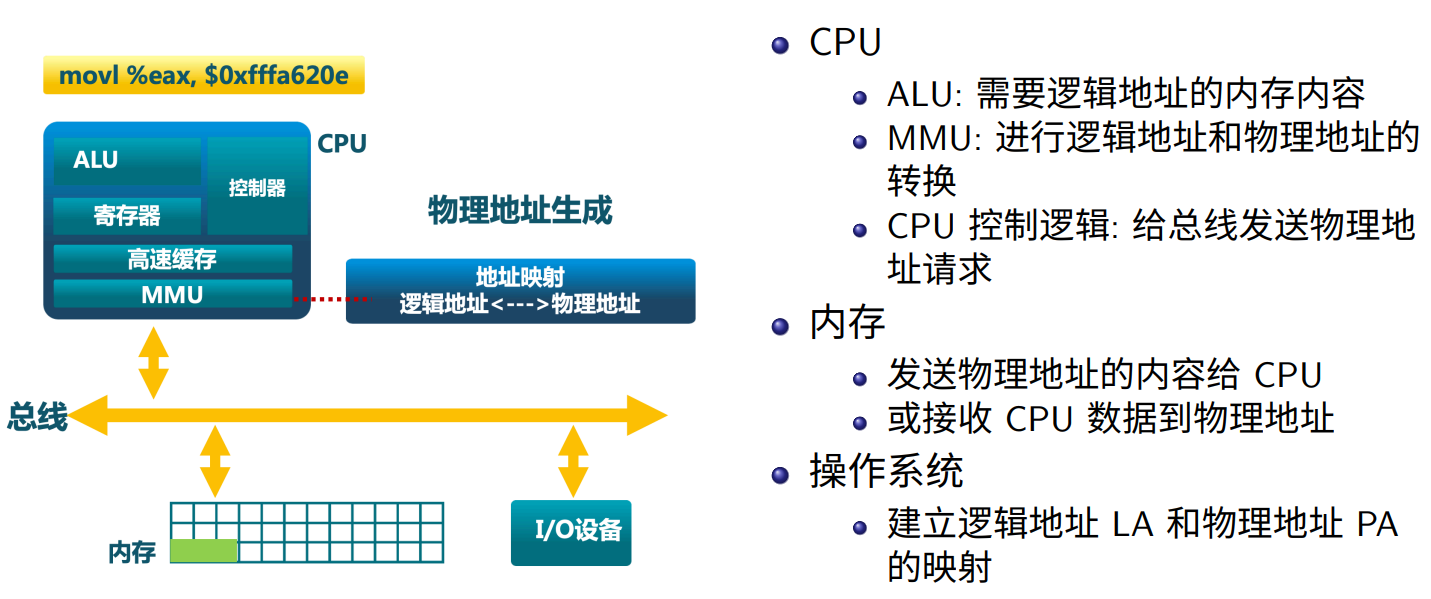 movl %eax, $0xfffa620e
CPU
ALU
控制器
寄存器
高速缓存
MMU
物理地址生成
地址映射
逻辑地址<--->物理地址
总线
内存
I/O设备
CPU
ALU: 需要逻辑地址的内存内容
MMU: 进行逻辑地址和物理地址的
转换
CPU 控制逻辑: 给总线发送物理地
址请求
内存
发送物理地址的内容给 CPU
或接收 CPU 数据到物理地址
操作系统
建立逻辑地址 LA 和物理地址 PA
的映射